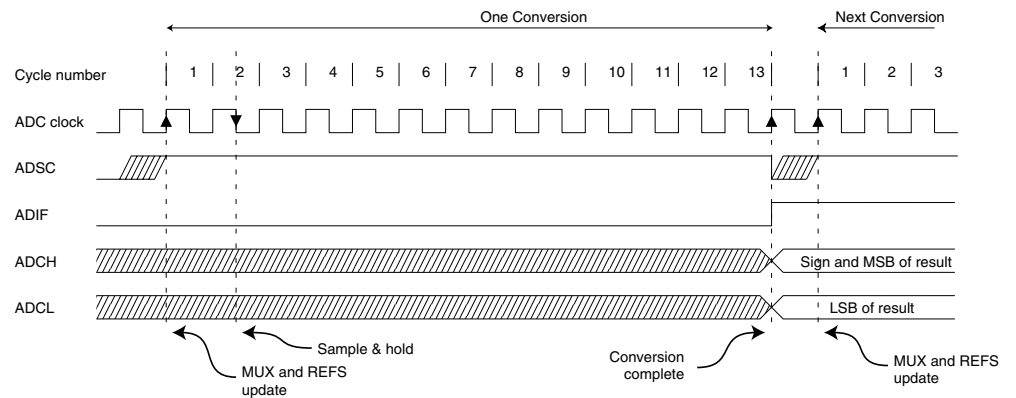 One Conversion
Next Conversion
Cycle number 1 2 3 4 5 6 7 8 9 10 11 12 13 1 2 3
ADC clock
ADSC
ADIF
ADCH
Sign and MSB of result
ADCL
LSB of result
Sample & hold
MUX and REFS
update
Conversion
complete
MUX and REFS
update